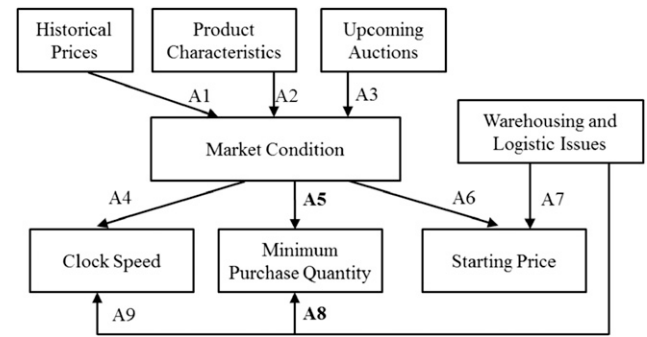 Historical
Prices
Product
Characteristics
Upcoming
Auctions
A1
A2
A3
Warehousing and
Logistic Issues
Market Condition
A4
A5
A6
A7
Clock Speed
Minimum
Purchase Quantity
Starting Price
A9
A8